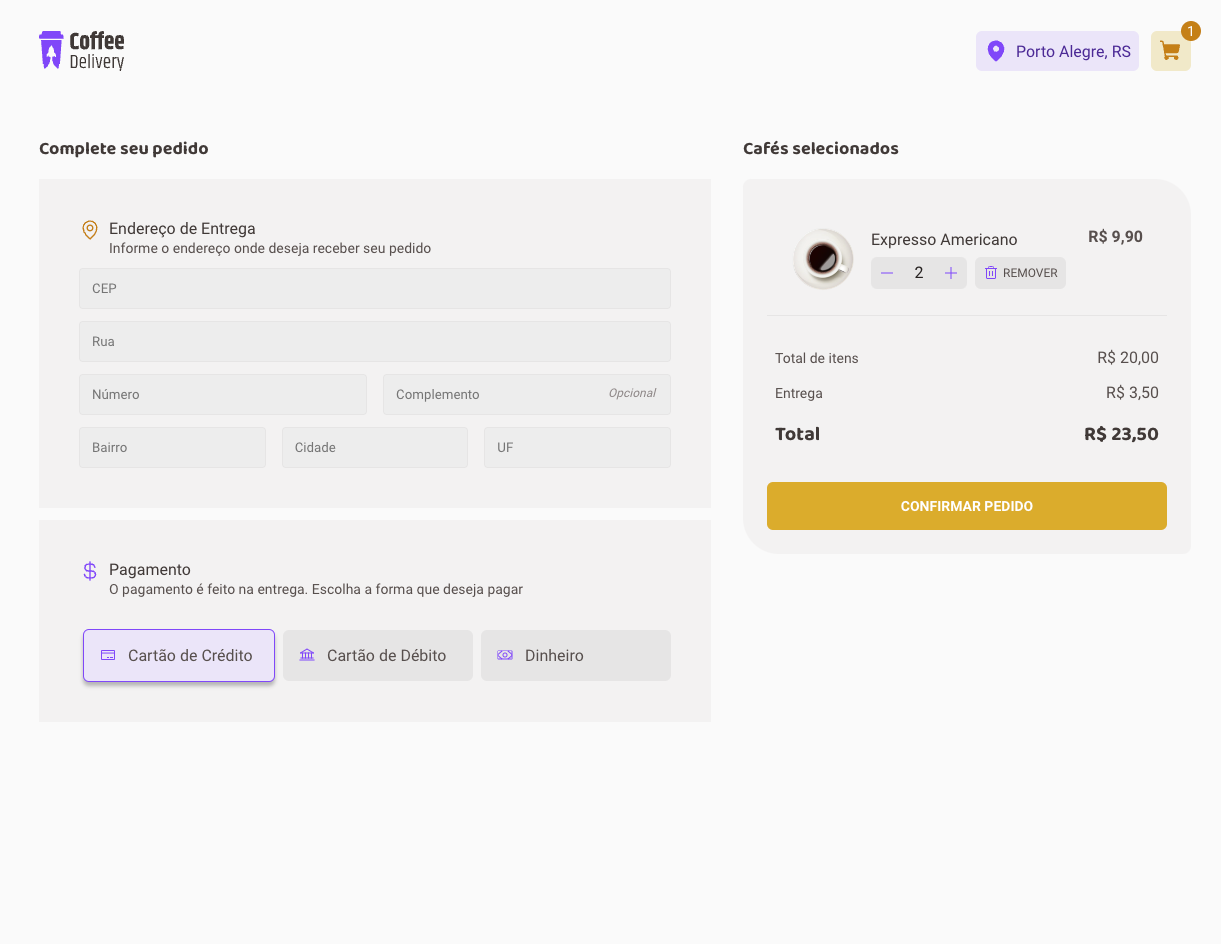 Coffee
Delivery
Porto Alegre, RS
1
Complete seu pedido
Endereço de Entrega
Informe o endereço onde deseja receber seu pedido
CEP
Rua
Número
Complemento Opcional
Bairro Cidade UF
Pagamento
O pagamento é feito na entrega. Escolha a forma que deseja pagar
Cartão de Crédito Cartão de Débito Dinheiro
Cafés selecionados
Expresso Americano R$ 9,90
2 REMOVER
Total de itens R$ 20,00
Entrega R$ 3,50
Total R$ 23,50
CONFIRMAR PEDIDO